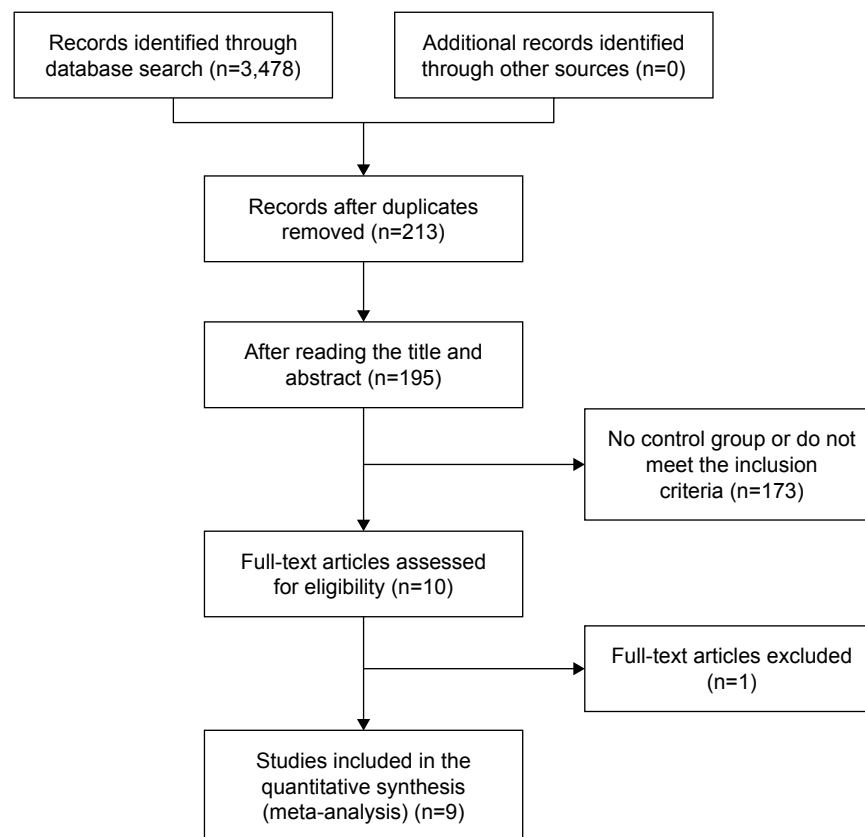 Records identified through
database search (n=3,478)
Additional records identified
through other sources (n=0)
Records after duplicates
removed (n=213)
After reading the title and
abstract (n=195)
No control group or do not
meet the inclusion
criteria (n=173)
Full-text articles assessed
for eligibility (n=10)
Full-text articles excluded
(n=1)
Studies included in the
quantitative synthesis
(meta-analysis) (n=9)